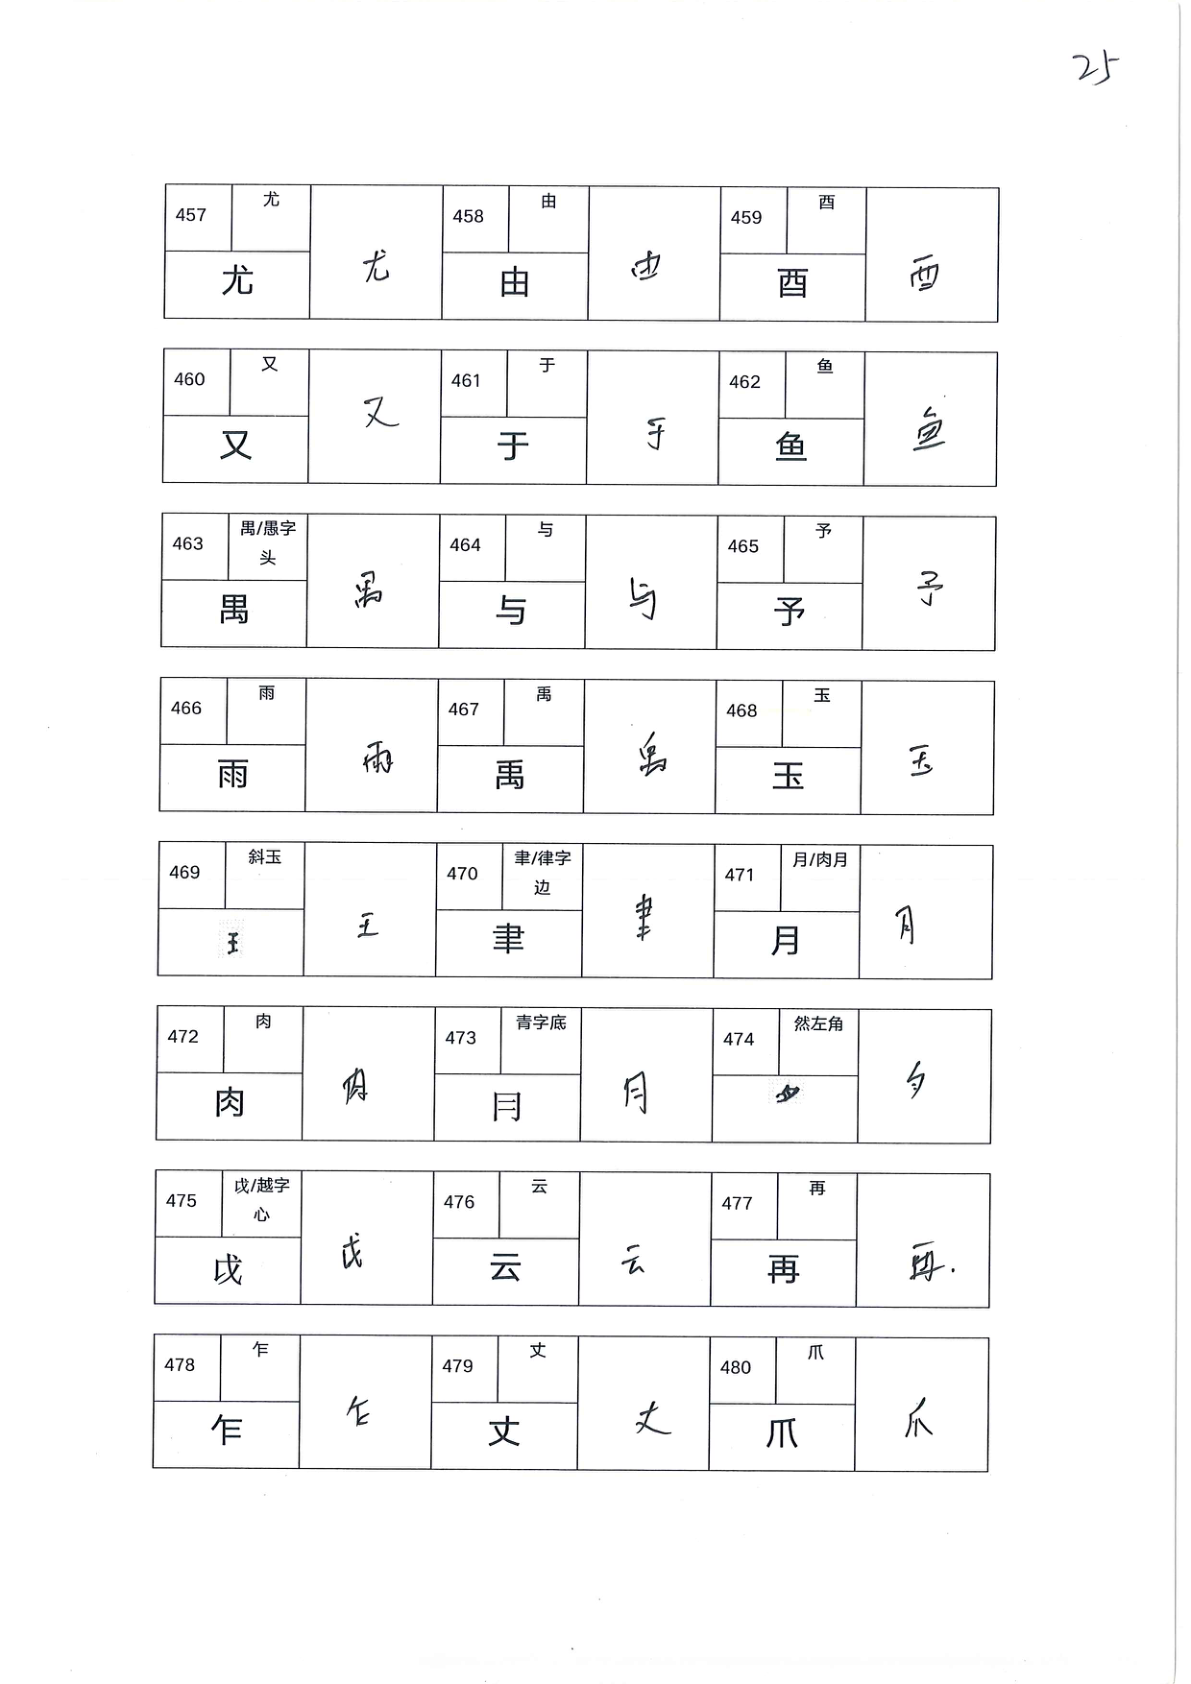 25
457 尤 尤 458 由 由 459 酉 酉
尤 由 酉
460 又 又 461 于 于 462 鱼 鱼
又 于 鱼
463 禺/愚字头 禺 464 与 与 465 予 予
禺 与 予
466 雨 雨 467 禹 禹 468 玉 玉
雨 禹 玉
469 斜玉 王 470 聿/律字边 聿 471 月/肉月 月
王 聿 月
472 肉 肉 473 青字底 月 474 然左角
肉 円
475 戉/越字心 戉 476 云 云 477 再 再.
戉 云 再
478 乍 乍 479 丈 丈 480 爪 爪
乍 丈 爪